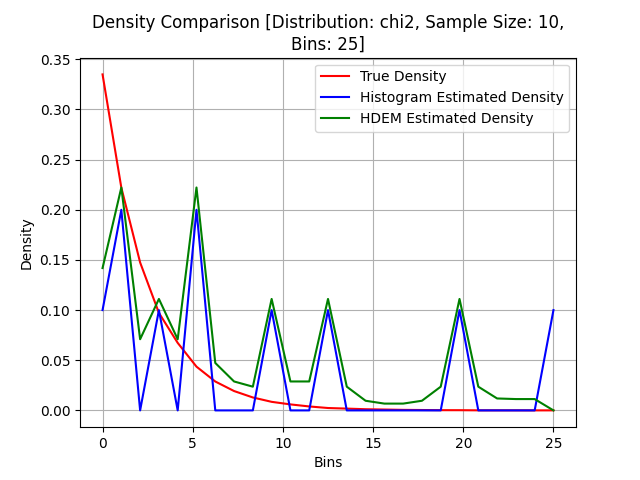 Density Comparison [Distribution: chi2, Sample Size: 10,
Bins: 25]
True Density
Histogram Estimated Density
HDEM Estimated Density
Density
0.35
0.30
0.25
0.20
0.15
0.10
0.05
0.00
0 5 10 15 20 25
Bins